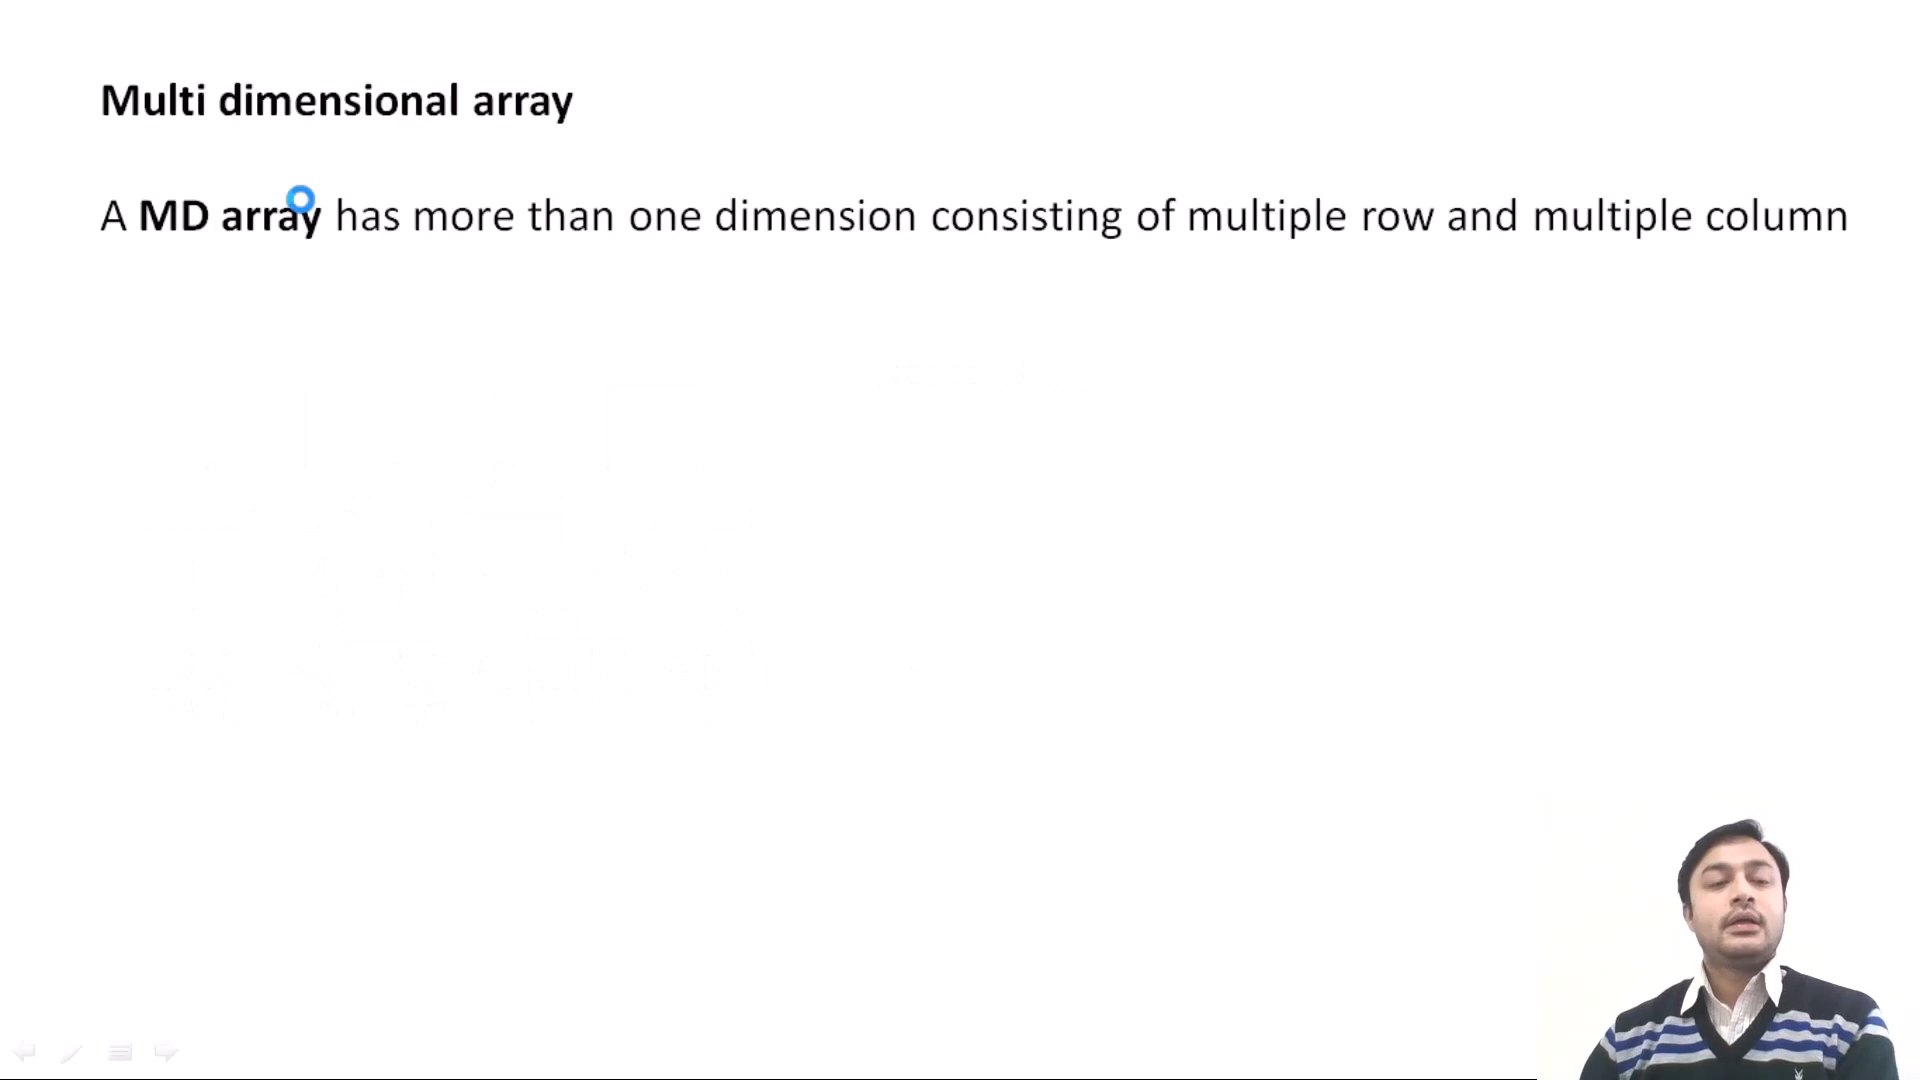 Multi dimensional array
A MD array has more than one dimension consisting of multiple row and multiple column